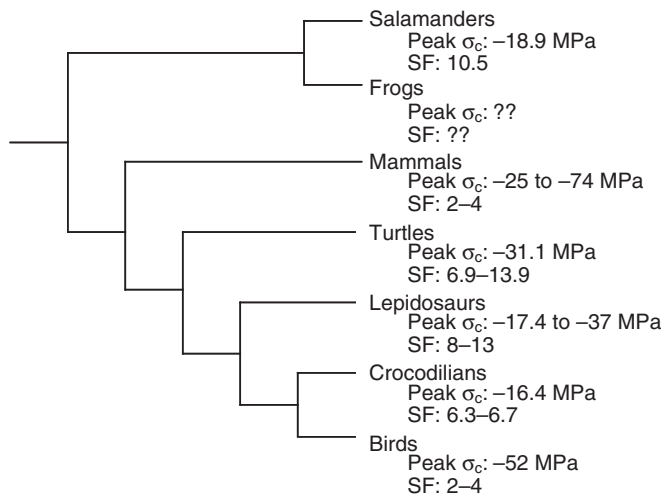 Salamanders
Peak σc: –18.9 MPa
SF: 10.5
Frogs
Peak σc: ??
SF: ??
Mammals
Peak σc: –25 to –74 MPa
SF: 2–4
Turtles
Peak σc: –31.1 MPa
SF: 6.9–13.9
Lepidosaurs
Peak σc: –17.4 to –37 MPa
SF: 8–13
Crocodilians
Peak σc: –16.4 MPa
SF: 6.3–6.7
Birds
Peak σc: –52 MPa
SF: 2–4